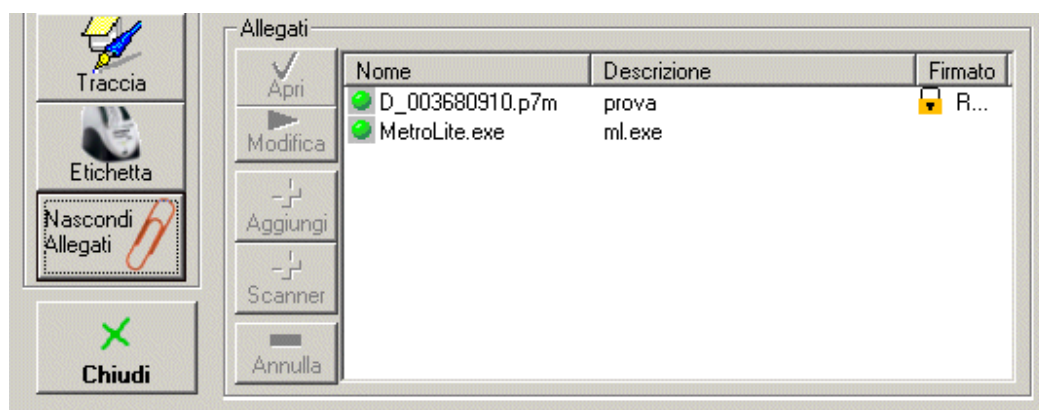 Traccia
Etichetta
Nascondi
Allegati
Chiudi
Allegati
Apri
Modifica
Aggiungi
Scanner
Annulla
Nome Descrizione Firmato
D_003680910.p7m prova R...
MetroLite.exe ml.exe